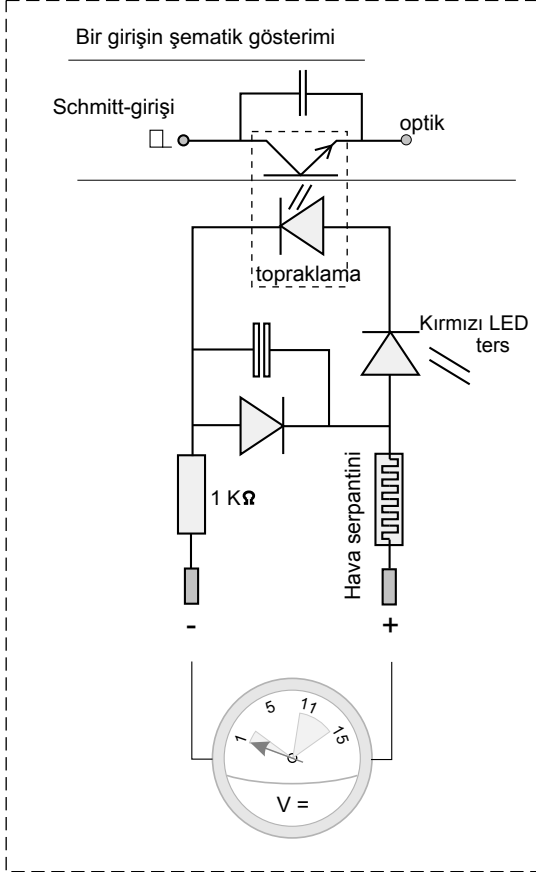 Bir girişin şematik gösterimi
Schmitt-girişi
optik
topraklama
Kırmızı LED
ters
1 KΩ
Hava serpantini
-
+
1
5
11
15
V =